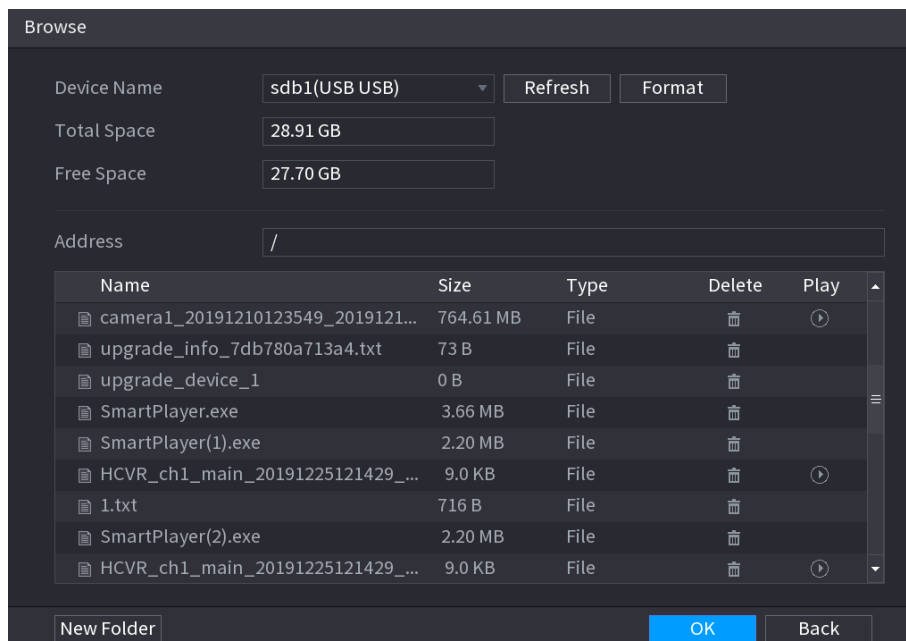 Browse
Device Name sdb1(USB USB) Refresh Format
Total Space 28.91 GB
Free Space 27.70 GB
Address /
Name Size Type Delete Play
camera1_20191210123549_2019121... 764.61 MB File
upgrade_info_7db780a713a4.txt 73 B File
upgrade_device_1 0 B File
SmartPlayer.exe 3.66 MB File
SmartPlayer(1).exe 2.20 MB File
HCVR_ch1_main_20191225121429_... 9.0 KB File
1.txt 716 B File
SmartPlayer(2).exe 2.20 MB File
HCVR_ch1_main_20191225121429_... 9.0 KB File
New Folder OK Back